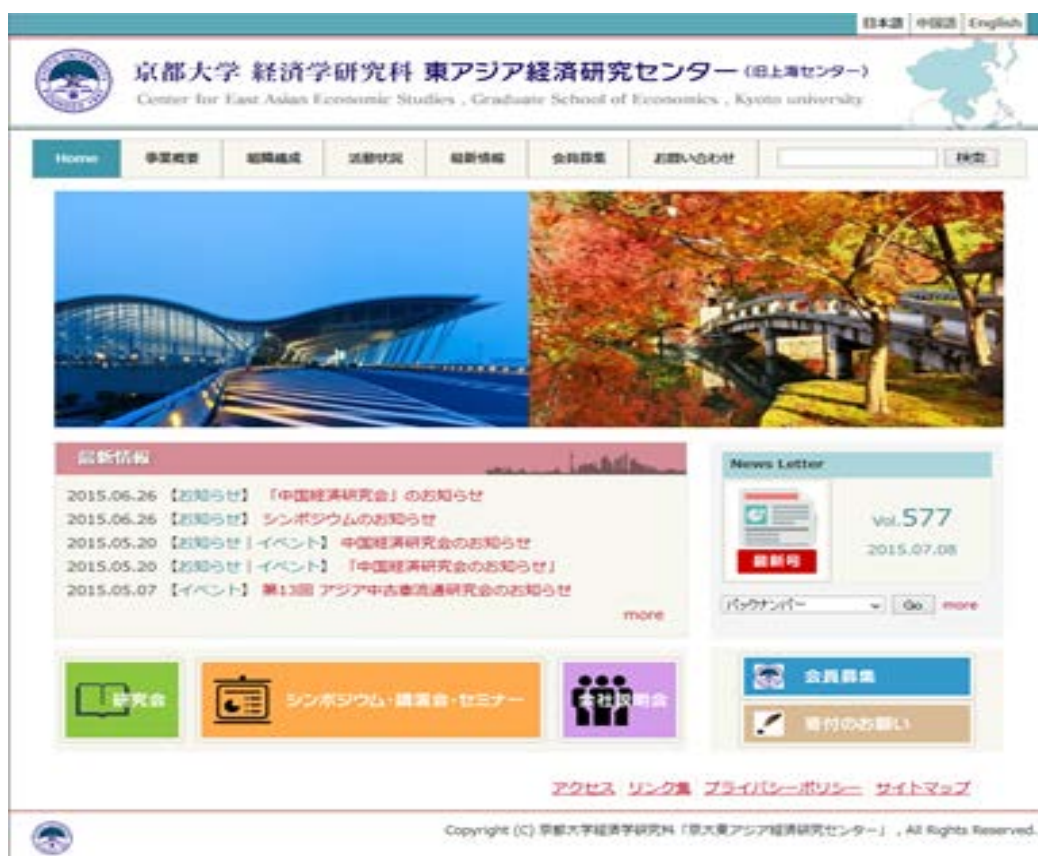 日本語 中国語 English
京都大学 経済学研究科 東アジア経済研究センター (旧上海センター)
Center for East Asian Economic Studies , Graduate School of Economics , Kyoto university
Home 事業概要 組織編成 活動状況 最新情報 会員募集 お問い合わせ 検索
最新情報
2015.06.26 【お知らせ】 「中国経済研究会」のお知らせ
2015.06.26 【お知らせ】 シンポジウムのお知らせ
2015.05.20 【お知らせ | イベント】 中国経済研究会のお知らせ
2015.05.20 【お知らせ | イベント】 「中国経済研究会のお知らせ」
2015.05.07 【イベント】 第13回 アジア中古車流通研究会のお知らせ
more
News Letter
Vol.577
2015.07.08
最新号
バックナンバー Go more
研究会
シンポジウム・講演会・セミナー
会社説明会
会員募集
寄付のお願い
アクセス リンク集 プライバシーポリシー サイトマップ
Copyright (C) 京都大学経済学研究科「京大東アジア経済研究センター」 , All Rights Reserved.